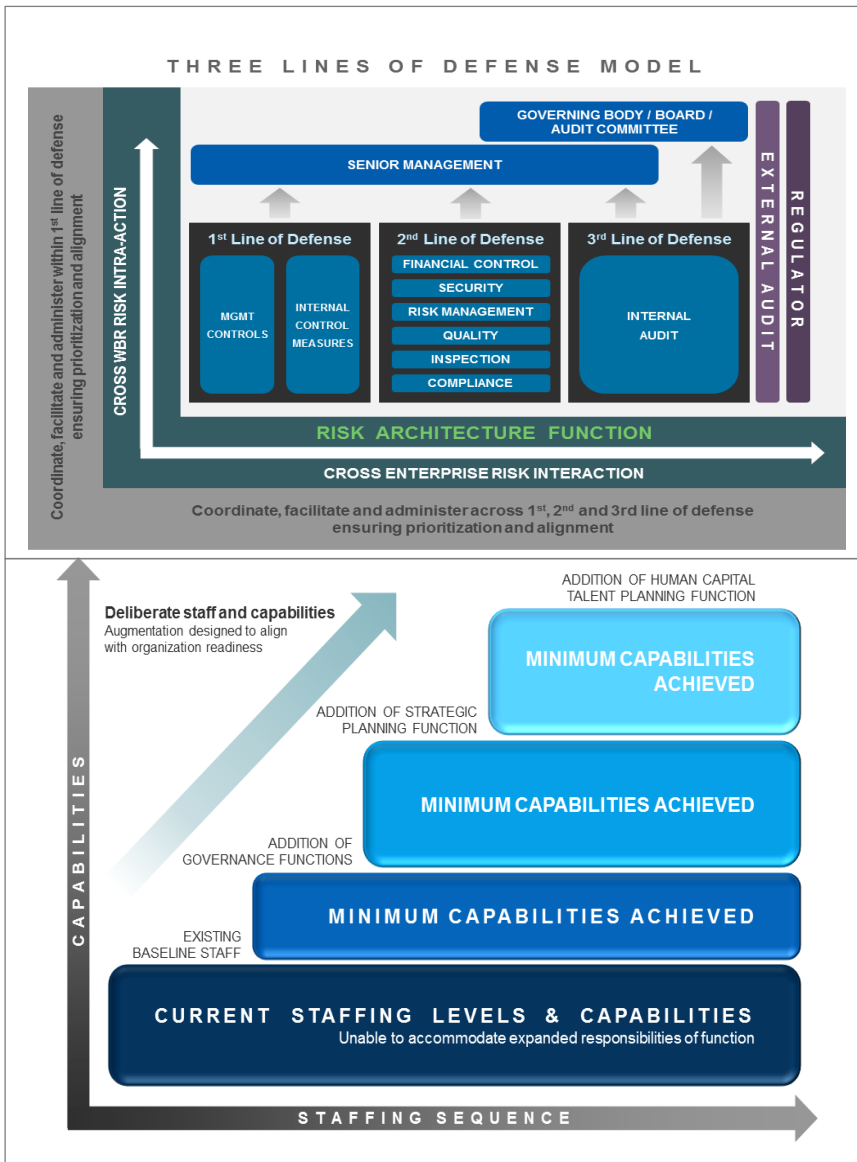 THREE LINES OF DEFENSE MODEL
Coordinate, facilitate and administer within 1st line of defense
ensuring prioritization and alignment
CROSS WBR RISK INTRA-ACTION
GOVERNING BODY / BOARD /
AUDIT COMMITTEE
SENIOR MANAGEMENT
1st Line of Defense
MGMT
CONTROLS
INTERNAL
CONTROL
MEASURES
2nd Line of Defense
FINANCIAL CONTROL
SECURITY
RISK MANAGEMENT
QUALITY
INSPECTION
COMPLIANCE
3rd Line of Defense
INTERNAL
AUDIT
EXTERNAL AUDIT
REGULATOR
RISK ARCHITECTURE FUNCTION
CROSS ENTERPRISE RISK INTERACTION
Coordinate, facilitate and administer across 1st, 2nd and 3rd line of defense
ensuring prioritization and alignment
CAPABILITIES
Deliberate staff and capabilities
Augmentation designed to align
with organization readiness
ADDITION OF HUMAN CAPITAL
TALENT PLANNING FUNCTION
MINIMUM CAPABILITIES
ACHIEVED
ADDITION OF STRATEGIC
PLANNING FUNCTION
MINIMUM CAPABILITIES ACHIEVED
ADDITION OF
GOVERNANCE FUNCTIONS
MINIMUM CAPABILITIES ACHIEVED
EXISTING
BASELINE STAFF
CURRENT STAFFING LEVELS & CAPABILITIES
Unable to accommodate expanded responsibilities of function
STAFFING SEQUENCE